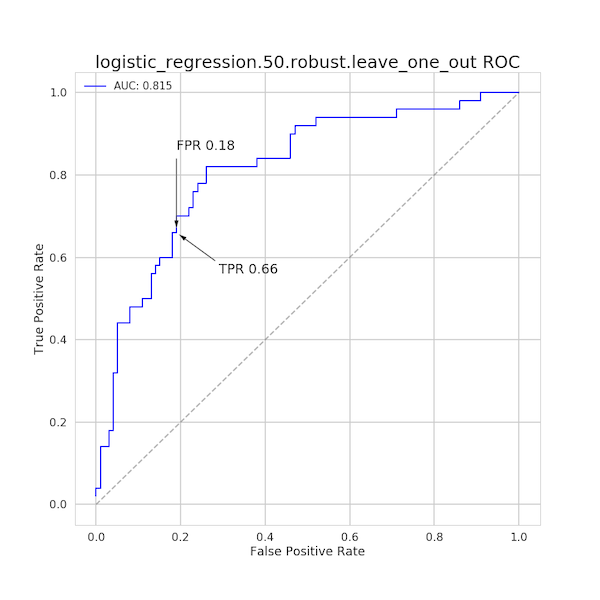 logistic_regression.50.robust.leave_one_out ROC
AUC: 0.815
1.0
FPR 0.18
0.8
0.6
TPR 0.66
0.4
0.2
0.0
True Positive Rate
0.0 0.2 0.4 0.6 0.8 1.0
False Positive Rate